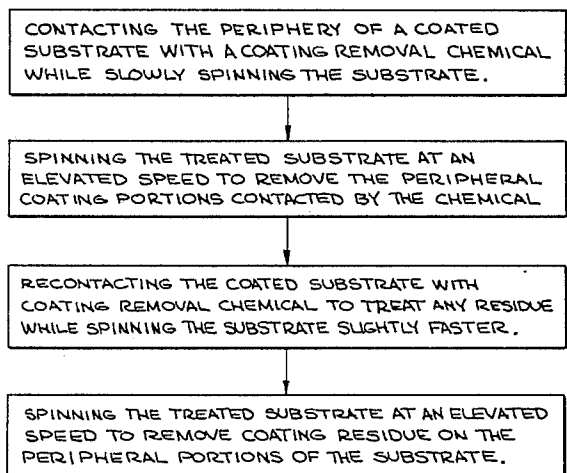 CONTACTING THE PERIPHERY OF A COATED
SUBSTRATE WITH A COATING REMOVAL CHEMICAL
WHILE SLOWLY SPINNING THE SUBSTRATE.
SPINNING THE TREATED SUBSTRATE AT AN
ELEVATED SPEED TO REMOVE THE PERIPHERAL
COATING PORTIONS CONTACTED BY THE CHEMICAL
RECONTACTING THE COATED SUBSTRATE WITH
COATING REMOVAL CHEMICAL TO TREAT ANY RESIDUE
WHILE SPINNING THE SUBSTRATE SLIGHTLY FASTER.
SPINNING THE TREATED SUBSTRATE AT AN ELEVATED
SPEED TO REMOVE COATING RESIDUE ON THE
PERIPHERAL PORTIONS OF THE SUBSTRATE.